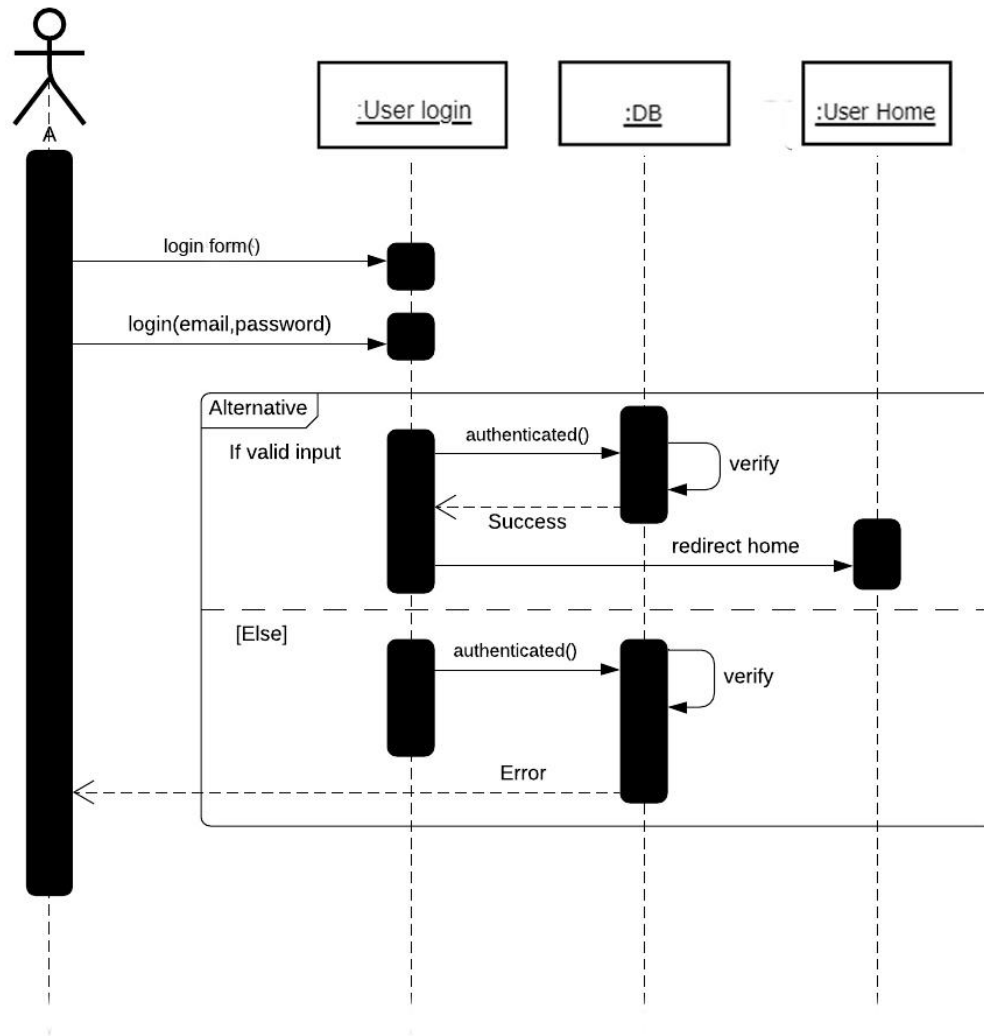 A
:User login
:DB
:User Home
login form()
login(email,password)
Alternative
If valid input
authenticated()
verify
Success
redirect home
[Else]
authenticated()
verify
Error